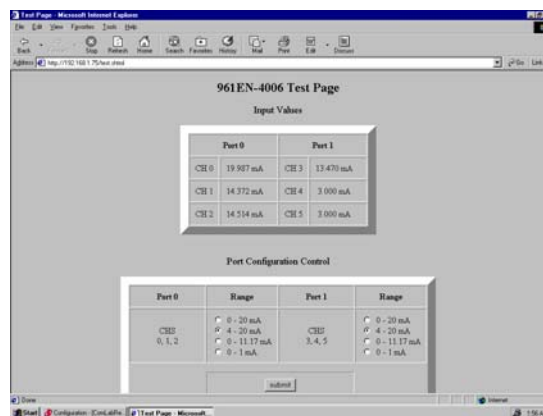 Test Page - Microsoft Internet Explorer
File Edit View Favorites Tools Help
Back Stop Refresh Home Search Favorites History Mail Print Edit Discuss
Address Go Links
961EN-4006 Test Page
Input Values
Port 0 Port 1
CH 0 19.987 mA CH 3 13.470 mA
CH 1 14.372 mA CH 4 3.000 mA
CH 2 14.514 mA CH 5 3.000 mA
Port Configuration Control
Port 0 Range Port 1 Range
CHS 0, 1, 2
0 - 20 mA
4 - 20 mA
0 - 11.17 mA
0 - 1 mA
CHS 3, 4, 5
0 - 20 mA
4 - 20 mA
0 - 11.17 mA
0 - 1 mA
submit
Done Internet
Start Test Page - Microsoft...